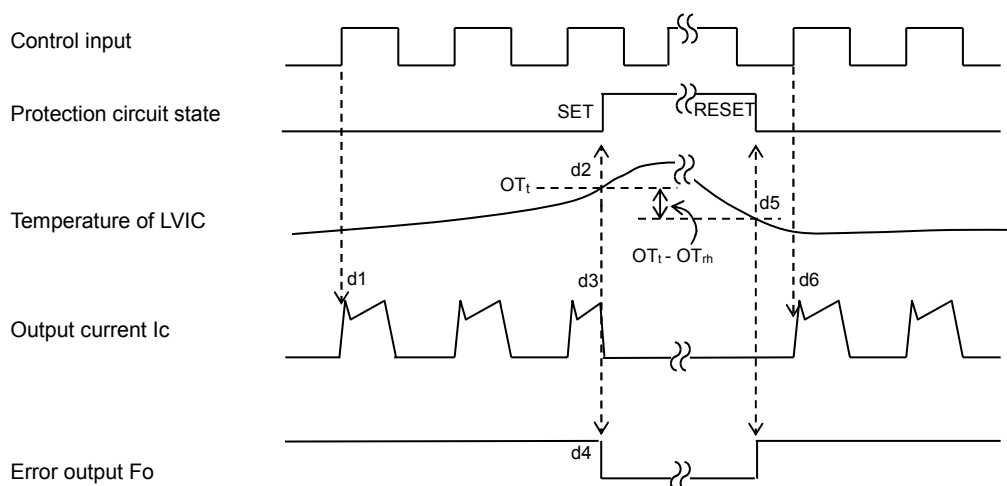 Control input
Protection circuit state
SET
RESET
d2
OTt
d5
Temperature of LVIC
OTt - OTrh
d1
d3
d6
Output current Ic
d4
Error output Fo